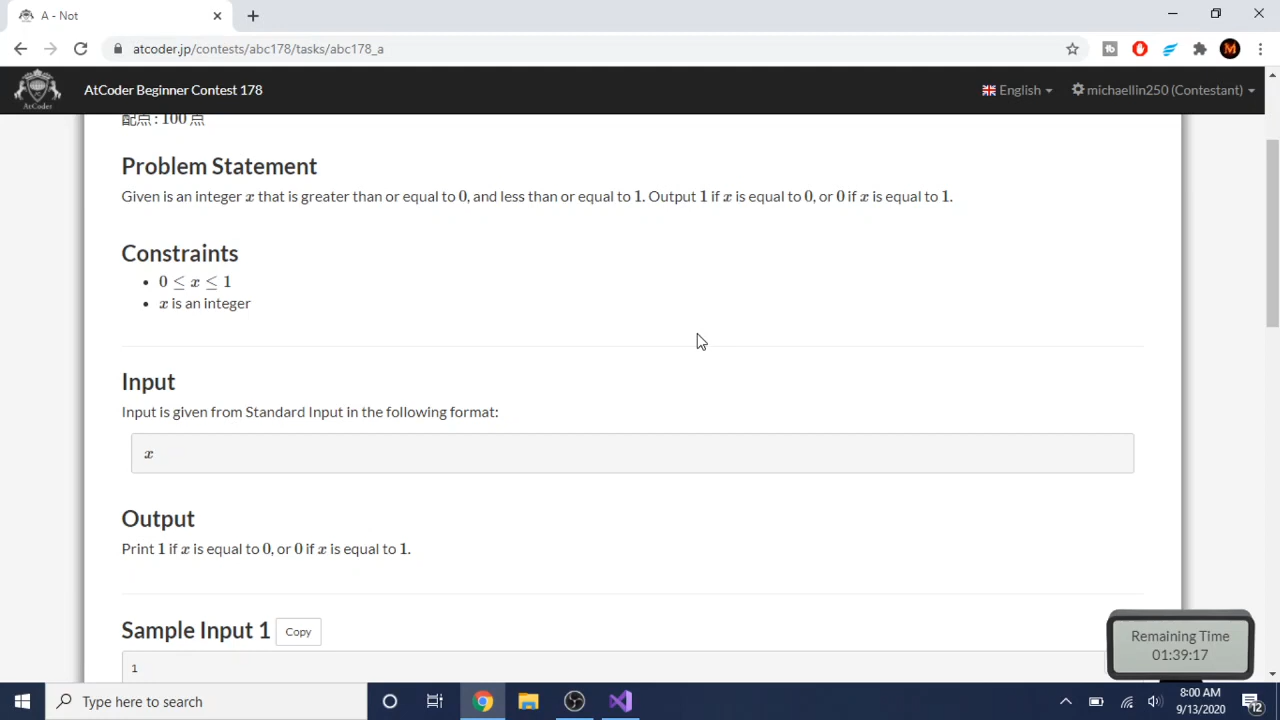 A - Not
atcoder.jp/contests/abc178/tasks/abc178_a
M
AtCoder
AtCoder Beginner Contest 178
English
michaellin250 (Contestant)
配点 : 100 点
Problem Statement
Given is an integer x that is greater than or equal to 0, and less than or equal to 1. Output 1 if x is equal to 0, or 0 if x is equal to 1.
Constraints
0 ≤ x ≤ 1
x is an integer
Input
Input is given from Standard Input in the following format:
x
Output
Print 1 if x is equal to 0, or 0 if x is equal to 1.
Sample Input 1 Copy
1
Remaining Time
01:39:17
Type here to search
8:00 AM
9/13/2020
12